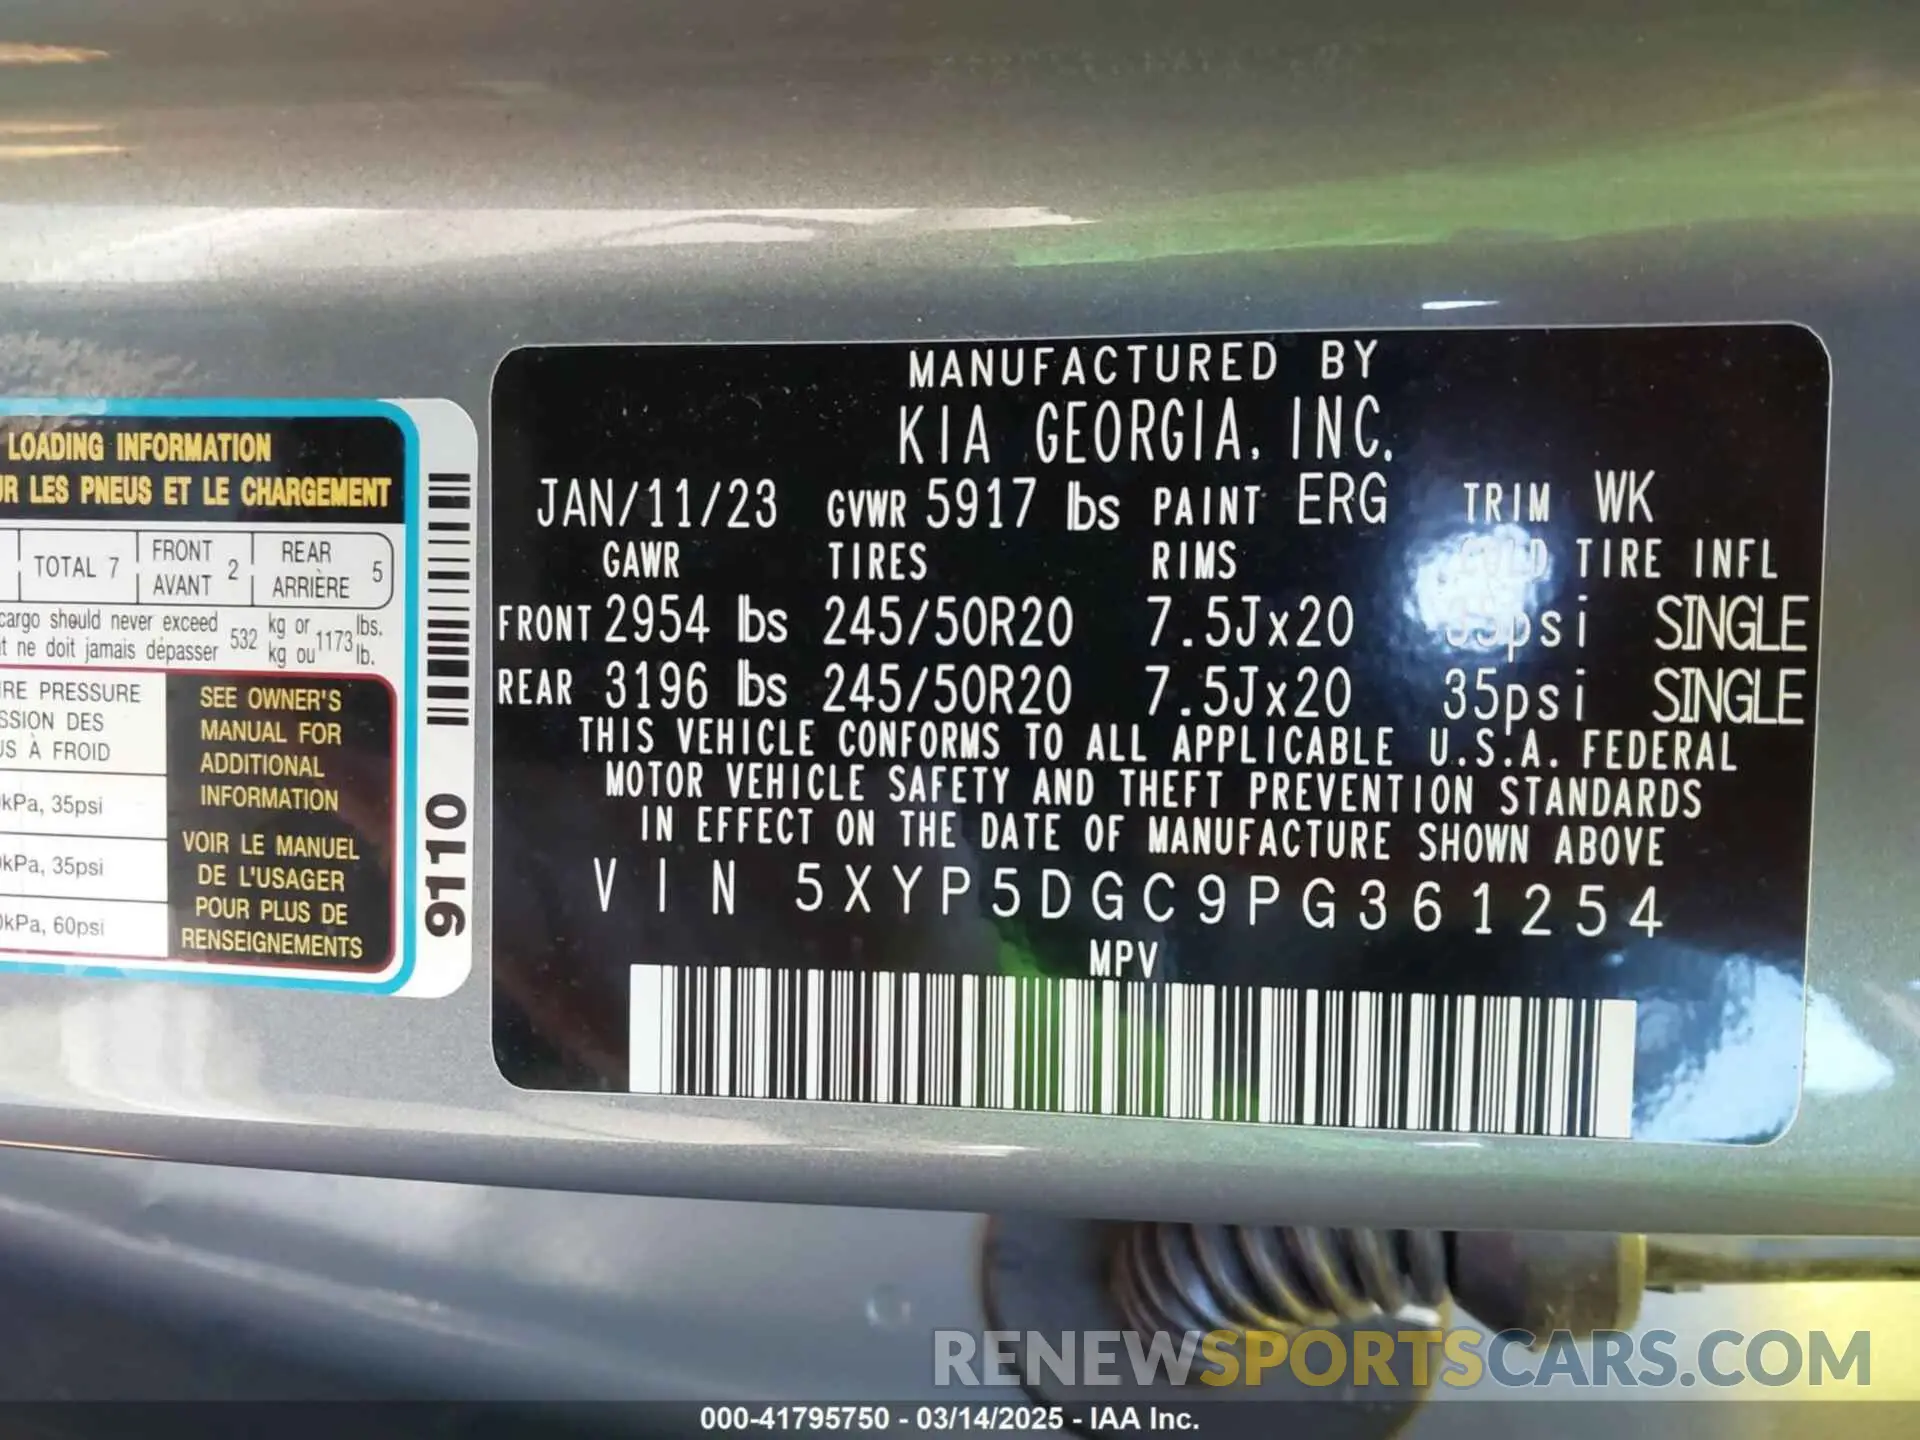 LOADING INFORMATION
UR LES PNEUS ET LE CHARGEMENT
TOTAL 7
FRONT
AVANT 2
REAR
ARRIÈRE 5
cargo should never exceed
t ne doit jamais dépasser
532
kg or
kg ou
1173
lbs.
lb.
IRE PRESSURE
SSION DES
US À FROID
kPa, 35psi
kPa, 35psi
0kPa, 60psi
SEE OWNER'S
MANUAL FOR
ADDITIONAL
INFORMATION
VOIR LE MANUEL
DE L'USAGER
POUR PLUS DE
RENSEIGNEMENTS
9110
MANUFACTURED BY
KIA GEORGIA, INC.
JAN/11/23 GVWR 5917 lbs PAINT ERG TRIM WK
GAWR TIRES RIMS COLD TIRE INFL
FRONT 2954 lbs 245/50R20 7.5Jx20 35psi SINGLE
REAR 3196 lbs 245/50R20 7.5Jx20 35psi SINGLE
THIS VEHICLE CONFORMS TO ALL APPLICABLE U.S.A. FEDERAL
MOTOR VEHICLE SAFETY AND THEFT PREVENTION STANDARDS
IN EFFECT ON THE DATE OF MANUFACTURE SHOWN ABOVE
VIN 5XYP5DGC9PG361254
MPV
RENEWSPORTSCARS.COM
000-41795750 - 03/14/2025 - IAA Inc.